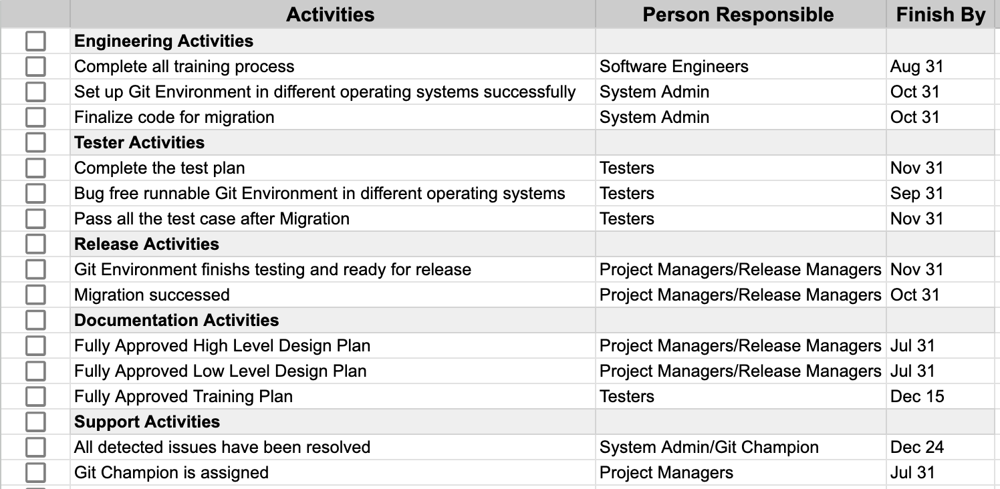 Activities Person Responsible Finish By
Engineering Activities
Complete all training process Software Engineers Aug 31
Set up Git Environment in different operating systems successfully System Admin Oct 31
Finalize code for migration System Admin Oct 31
Tester Activities
Complete the test plan Testers Nov 31
Bug free runnable Git Environment in different operating systems Testers Sep 31
Pass all the test case after Migration Testers Nov 31
Release Activities
Git Environment finishs testing and ready for release Project Managers/Release Managers Nov 31
Migration successed Project Managers/Release Managers Oct 31
Documentation Activities
Fully Approved High Level Design Plan Project Managers/Release Managers Jul 31
Fully Approved Low Level Design Plan Project Managers/Release Managers Jul 31
Fully Approved Training Plan Testers Dec 15
Support Activities
All detected issues have been resolved System Admin/Git Champion Dec 24
Git Champion is assigned Project Managers Jul 31